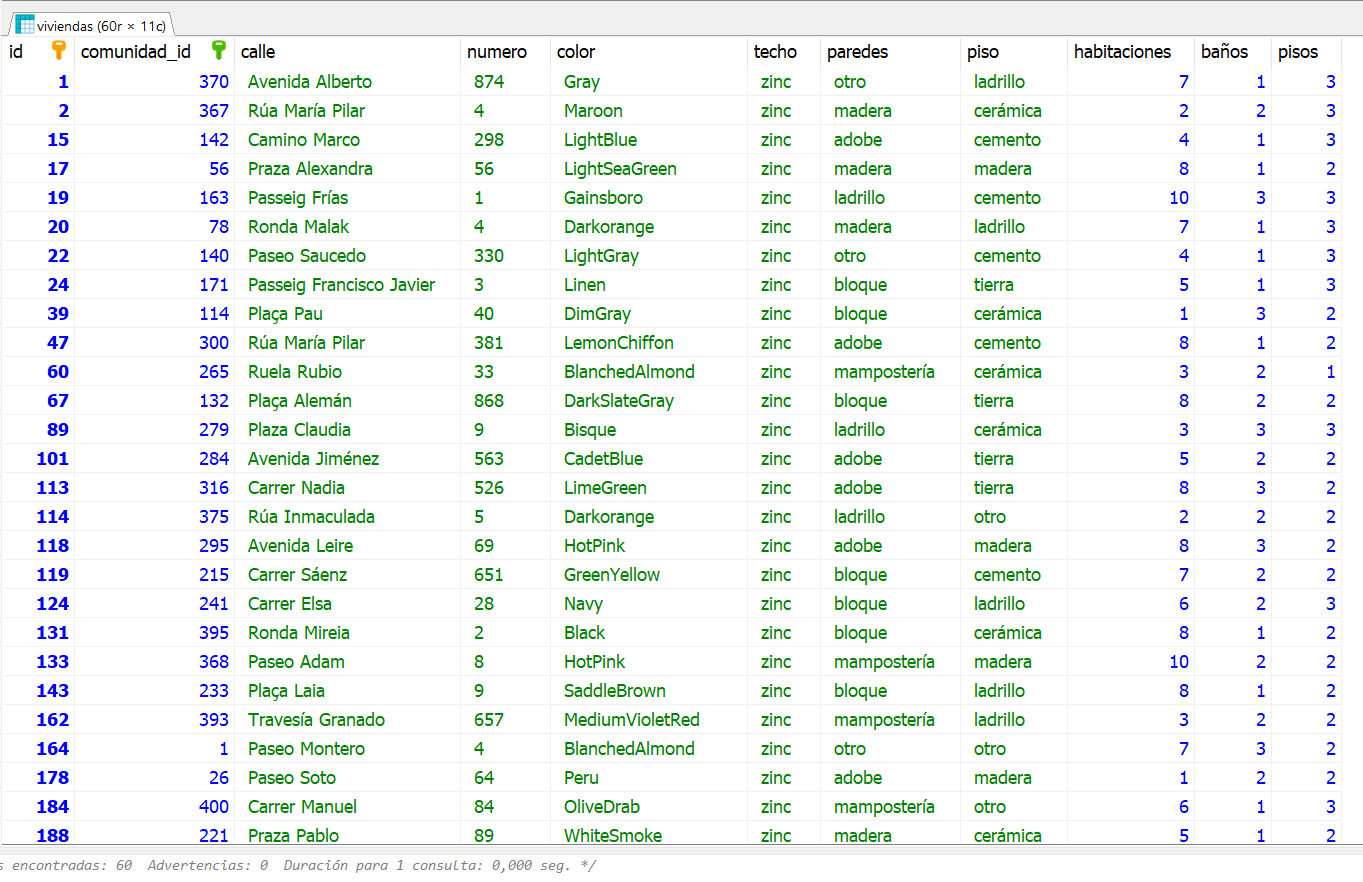 viviendas (60r × 11c)
id comunidad_id calle numero color techo paredes piso habitaciones baños pisos
1 370 Avenida Alberto 874 Gray zinc otro ladrillo 7 1 3
2 367 Rúa María Pilar 4 Maroon zinc madera cerámica 2 2 3
15 142 Camino Marco 298 LightBlue zinc adobe cemento 4 1 3
17 56 Praza Alexandra 56 LightSeaGreen zinc madera madera 8 1 2
19 163 Passeig Frías 1 Gainsboro zinc ladrillo cemento 10 3 3
20 78 Ronda Malak 4 Darkorange zinc madera ladrillo 7 1 3
22 140 Paseo Saucedo 330 LightGray zinc otro cemento 4 1 3
24 171 Passeig Francisco Javier 3 Linen zinc bloque tierra 5 1 3
39 114 Plaça Pau 40 DimGray zinc bloque cerámica 1 3 2
47 300 Rúa María Pilar 381 LemonChiffon zinc adobe cemento 8 1 2
60 265 Ruela Rubio 33 BlanchedAlmond zinc mampostería cerámica 3 2 1
67 132 Plaça Alemán 868 DarkSlateGray zinc bloque tierra 8 2 2
89 279 Plaza Claudia 9 Bisque zinc ladrillo cerámica 3 3 3
101 284 Avenida Jiménez 563 CadetBlue zinc adobe tierra 5 2 2
113 316 Carrer Nadia 526 LimeGreen zinc adobe tierra 8 3 2
114 375 Rúa Inmaculada 5 Darkorange zinc ladrillo otro 2 2 2
118 295 Avenida Leire 69 HotPink zinc adobe madera 8 3 2
119 215 Carrer Sáenz 651 GreenYellow zinc bloque cemento 7 2 2
124 241 Carrer Elsa 28 Navy zinc bloque ladrillo 6 2 3
131 395 Ronda Mireia 2 Black zinc bloque cerámica 8 1 2
133 368 Paseo Adam 8 HotPink zinc mampostería madera 10 2 2
143 233 Plaça Laia 9 SaddleBrown zinc bloque ladrillo 8 1 2
162 393 Travesía Granado 657 MediumVioletRed zinc mampostería ladrillo 3 2 2
164 1 Paseo Montero 4 BlanchedAlmond zinc otro otro 7 3 2
178 26 Paseo Soto 64 Peru zinc adobe madera 1 2 2
184 400 Carrer Manuel 84 OliveDrab zinc mampostería otro 6 1 3
188 221 Praza Pablo 89 WhiteSmoke zinc madera cerámica 5 1 2
s encontradas: 60 Advertencias: 0 Duración para 1 consulta: 0,000 seg. */